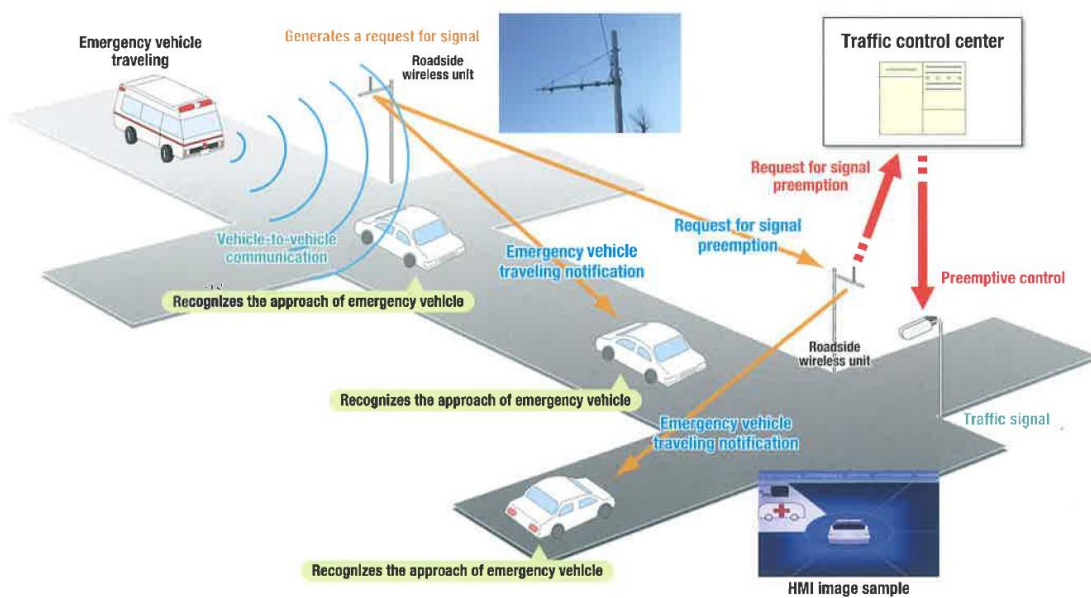 Emergency vehicle
traveling
Generates a request for signal
Roadside
wireless unit
Traffic control center
Request for signal
preemption
Vehicle-to-vehicle
communication
Emergency vehicle
traveling notification
Request for signal
preemption
Preemptive control
Recognizes the approach of emergency vehicle
Roadside
wireless unit
Recognizes the approach of emergency vehicle
Traffic signal
Emergency vehicle
traveling notification
Recognizes the approach of emergency vehicle
HMI image sample